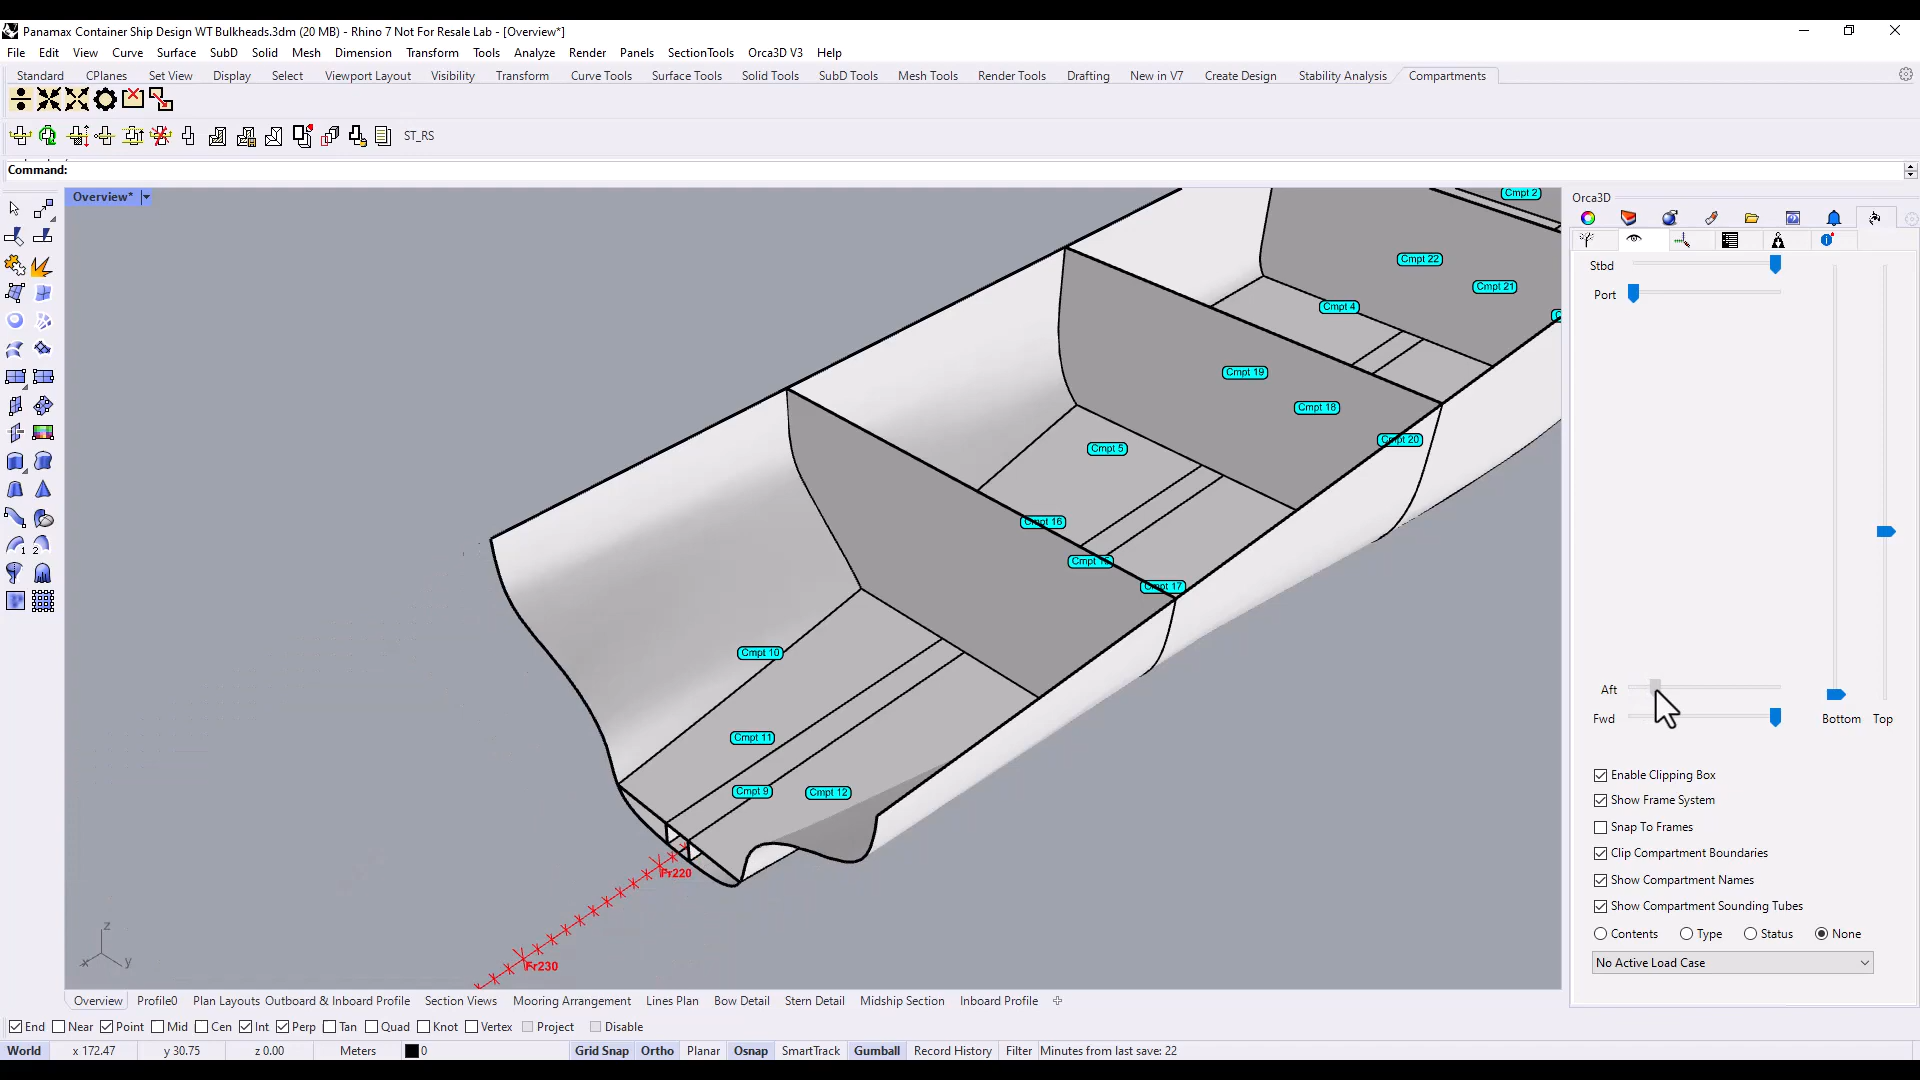 Panamax Container Ship Design WT Bulkheads.3dm (20 MB) - Rhino 7 Not For Resale Lab - [Overview*]
File Edit View Curve Surface SubD Solid Mesh Dimension Transform Tools Analyze Render Panels SectionTools Orca3D V3 Help
Standard CPlanes Set View Display Select Viewport Layout Visibility Transform Curve Tools Surface Tools Solid Tools SubD Tools Mesh Tools Render Tools Drafting New in V7 Create Design Stability Analysis Compartments
ST_RS
Command:
Overview*
Orca3D
Cmpt 2
Cmpt 22
Stbd
Cmpt 21
Port
Cmpt 4
Cmpt 19
Cmpt 18
Cmpt 20
Cmpt 5
Cmpt 16
Cmpt 17
Cmpt 10
Aft
Fwd
Bottom Top
Cmpt 11
Cmpt 9
Cmpt 12
Enable Clipping Box
Show Frame System
Snap To Frames
Clip Compartment Boundaries
Show Compartment Names
Show Compartment Sounding Tubes
Contents Type Status None
No Active Load Case
Fr220
Fr230
z
x
y
1 2
Overview Profile0 Plan Layouts Outboard & Inboard Profile Section Views Mooring Arrangement Lines Plan Bow Detail Stern Detail Midship Section Inboard Profile
End Near Point Mid Cen Int Perp Tan Quad Knot Vertex Project Disable
World x 172.47 y 30.75 z 0.00 Meters 0 Grid Snap Ortho Planar Osnap SmartTrack Gumball Record History Filter Minutes from last save: 22